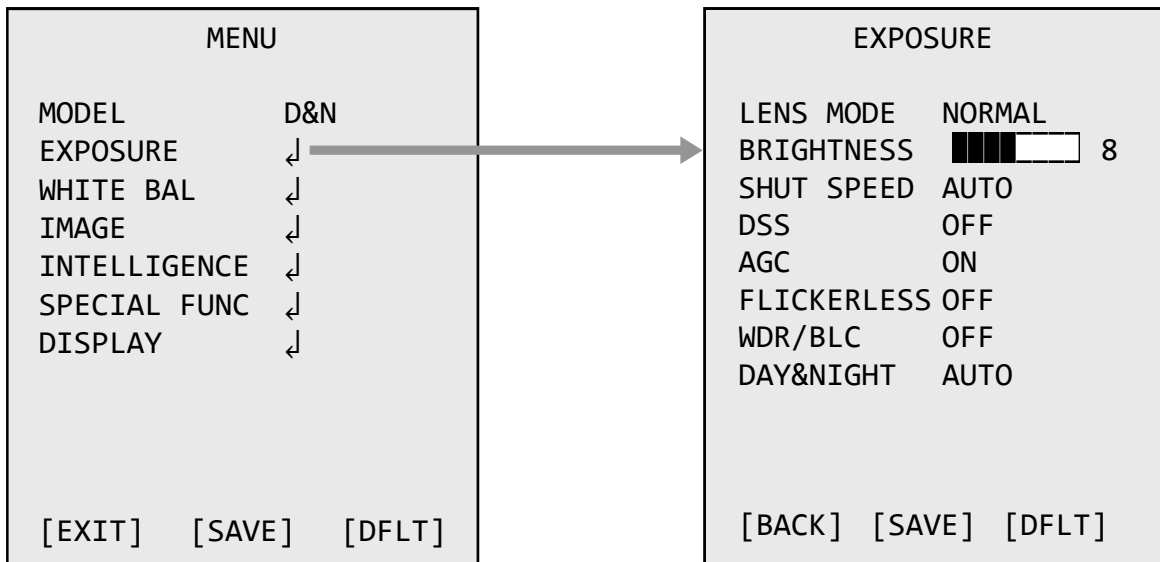 MENU
MODEL D&N
EXPOSURE ↲
WHITE BAL ↲
IMAGE ↲
INTELLIGENCE ↲
SPECIAL FUNC ↲
DISPLAY ↲
[EXIT] [SAVE] [DFLT]
EXPOSURE
LENS MODE NORMAL
BRIGHTNESS 8
SHUT SPEED AUTO
DSS OFF
AGC ON
FLICKERLESS OFF
WDR/BLC OFF
DAY&NIGHT AUTO
[BACK] [SAVE] [DFLT]